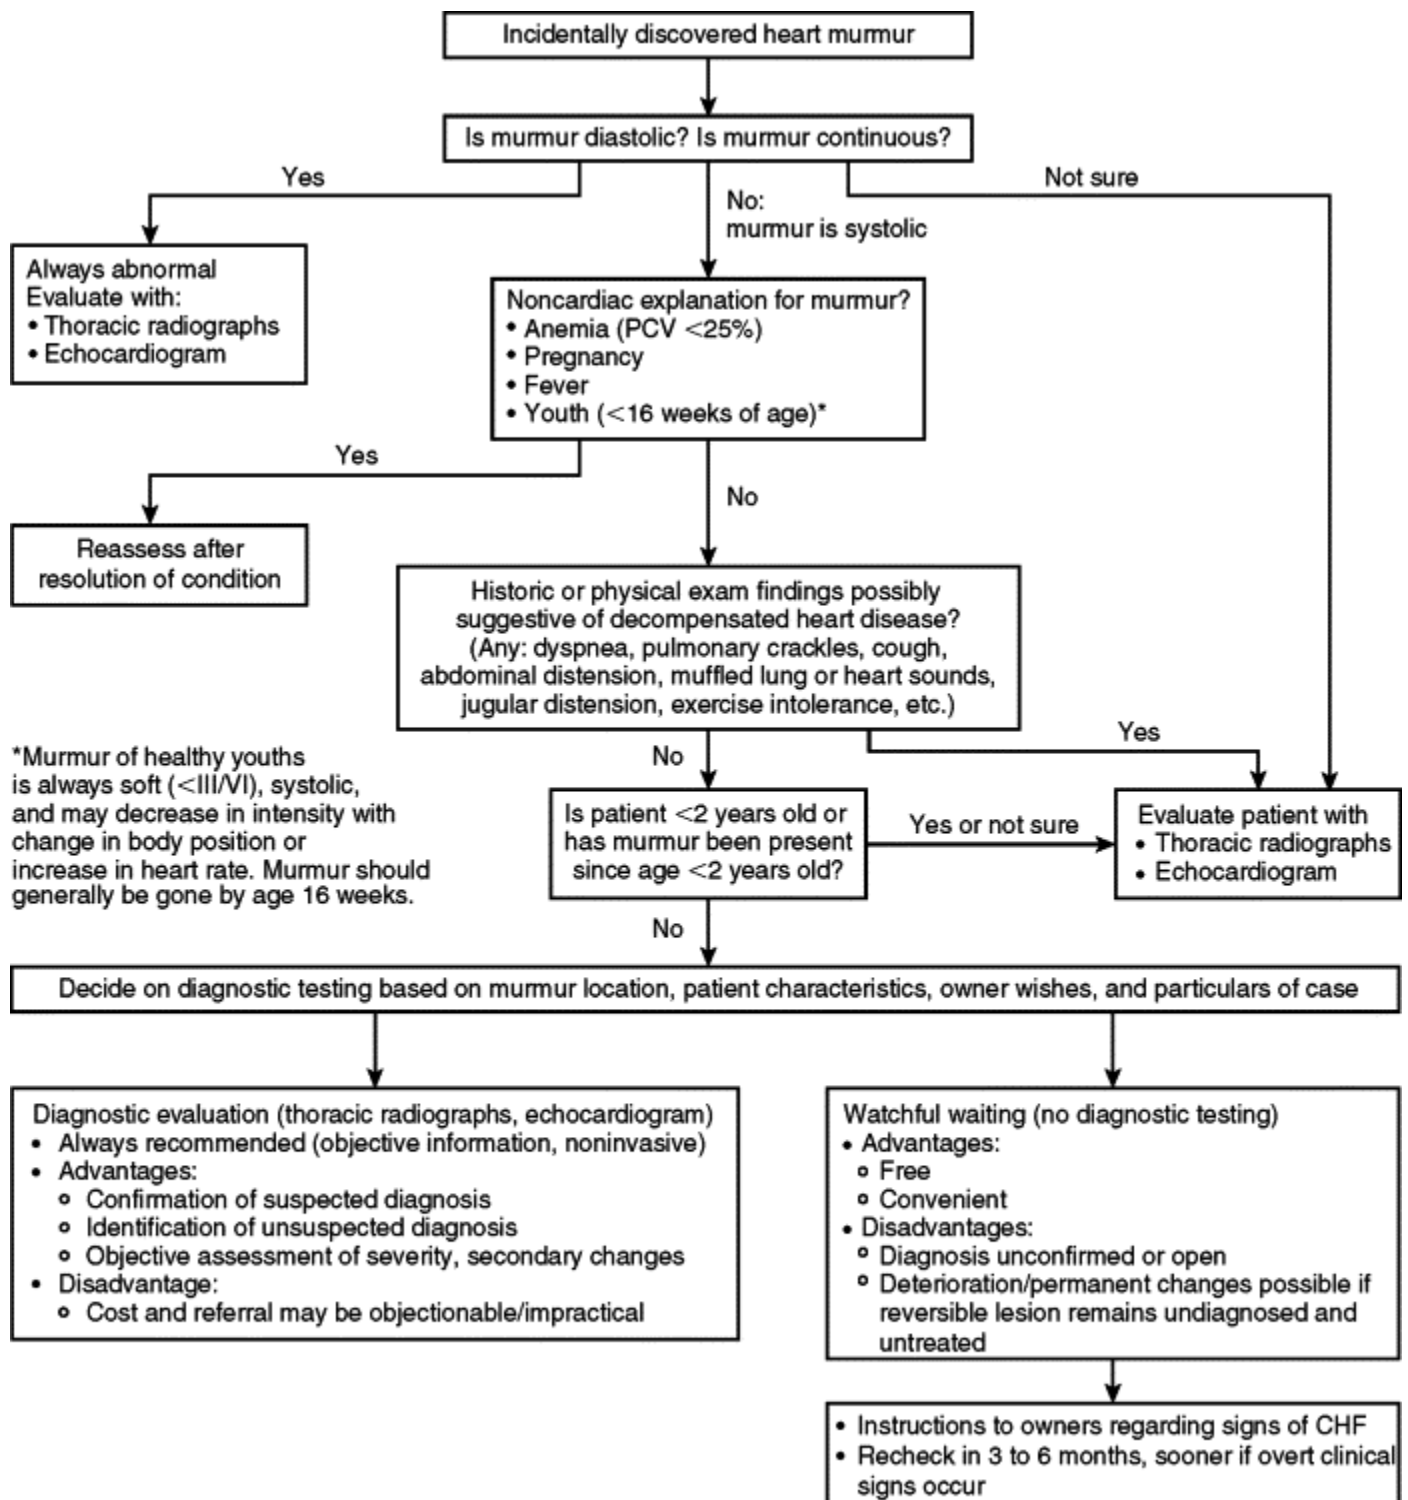 Incidentally discovered heart murmur
Is murmur diastolic? Is murmur continuous?
Yes
No:
murmur is systolic
Not sure
Always abnormal
Evaluate with:
• Thoracic radiographs
• Echocardiogram
Noncardiac explanation for murmur?
• Anemia (PCV <25%)
• Pregnancy
• Fever
• Youth (<16 weeks of age)*
Yes
No
Reassess after
resolution of condition
Historic or physical exam findings possibly
suggestive of decompensated heart disease?
(Any: dyspnea, pulmonary crackles, cough,
abdominal distension, muffled lung or heart sounds,
jugular distension, exercise intolerance, etc.)
No
Yes
*Murmur of healthy youths
is always soft (<III/VI), systolic,
and may decrease in intensity with
change in body position or
increase in heart rate. Murmur should
generally be gone by age 16 weeks.
Is patient <2 years old or
has murmur been present
since age <2 years old?
Yes or not sure
Evaluate patient with
• Thoracic radiographs
• Echocardiogram
No
Decide on diagnostic testing based on murmur location, patient characteristics, owner wishes, and particulars of case
Diagnostic evaluation (thoracic radiographs, echocardiogram)
• Always recommended (objective information, noninvasive)
• Advantages:
o Confirmation of suspected diagnosis
o Identification of unsuspected diagnosis
o Objective assessment of severity, secondary changes
• Disadvantage:
o Cost and referral may be objectionable/impractical
Watchful waiting (no diagnostic testing)
• Advantages:
o Free
o Convenient
• Disadvantages:
o Diagnosis unconfirmed or open
o Deterioration/permanent changes possible if
reversible lesion remains undiagnosed and
untreated
• Instructions to owners regarding signs of CHF
• Recheck in 3 to 6 months, sooner if overt clinical
signs occur